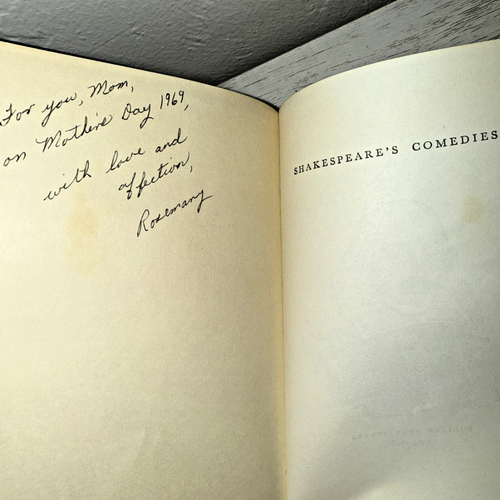 For you, Mom,
on Mother's Day 1969,
with love and
affection,
Rosemary
SHAKESPEARE'S COMEDIES